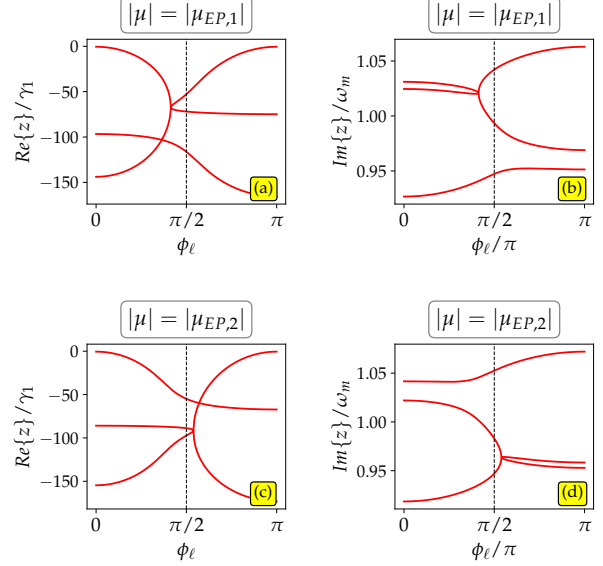 |μ| = |μ_{EP,1}|
Re{z}/γ₁
0
−50
−100
−150
0
π/2
π
ϕ_ℓ
(a)
|μ| = |μ_{EP,1}|
Im{z}/ω_m
1.05
1.00
0.95
0
π/2
π
ϕ_ℓ/π
(b)
|μ| = |μ_{EP,2}|
Re{z}/γ₁
0
−50
−100
−150
0
π/2
π
ϕ_ℓ
(c)
|μ| = |μ_{EP,2}|
Im{z}/ω_m
1.05
1.00
0.95
0
π/2
π
ϕ_ℓ/π
(d)